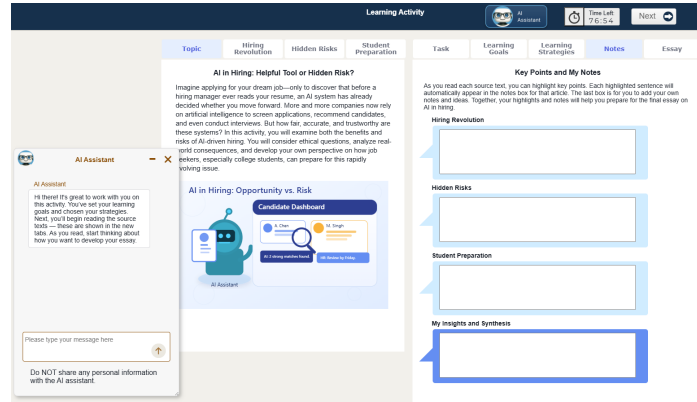 Learning Activity
AI
Assistant
Time Left
76:54
Next
Topic
Hiring
Revolution
Hidden Risks
Student
Preparation
Task
Learning
Goals
Learning
Strategies
Notes
Essay
AI in Hiring: Helpful Tool or Hidden Risk?
Imagine applying for your dream job—only to discover that before a
hiring manager ever reads your resume, an AI system has already
decided whether you move forward. More and more companies now rely
on artificial intelligence to screen applications, recommend candidates,
and even conduct interviews. But how fair, accurate, and trustworthy are
these systems? In this activity, you will examine both the benefits and
risks of AI-driven hiring. You will consider ethical questions, analyze real-
world consequences, and develop your own perspective on how job
seekers, especially college students, can prepare for this rapidly
evolving issue.
AI in Hiring: Opportunity vs. Risk
Candidate Dashboard
A. Chen
M. Singh
AI: 2 strong matches found.
HR: Review by Friday
AI Assistant
Key Points and My Notes
As you read each source text, you can highlight key points. Each highlighted sentence will
automatically appear in the notes box for that article. The last box is for you to add your own
notes and ideas. Together, your highlights and notes will help you prepare for the final essay on
AI in hiring.
Hiring Revolution
Hidden Risks
Student Preparation
My Insights and Synthesis
AI Assistant
AI Assistant
Hi there! It's great to work with you on
this activity. You've set your learning
goals and chosen your strategies.
Next, you'll begin reading the source
texts — these are shown in the new
tabs. As you read, start thinking about
how you want to develop your essay.
Please type your message here
Do NOT share any personal information
with the AI assistant.